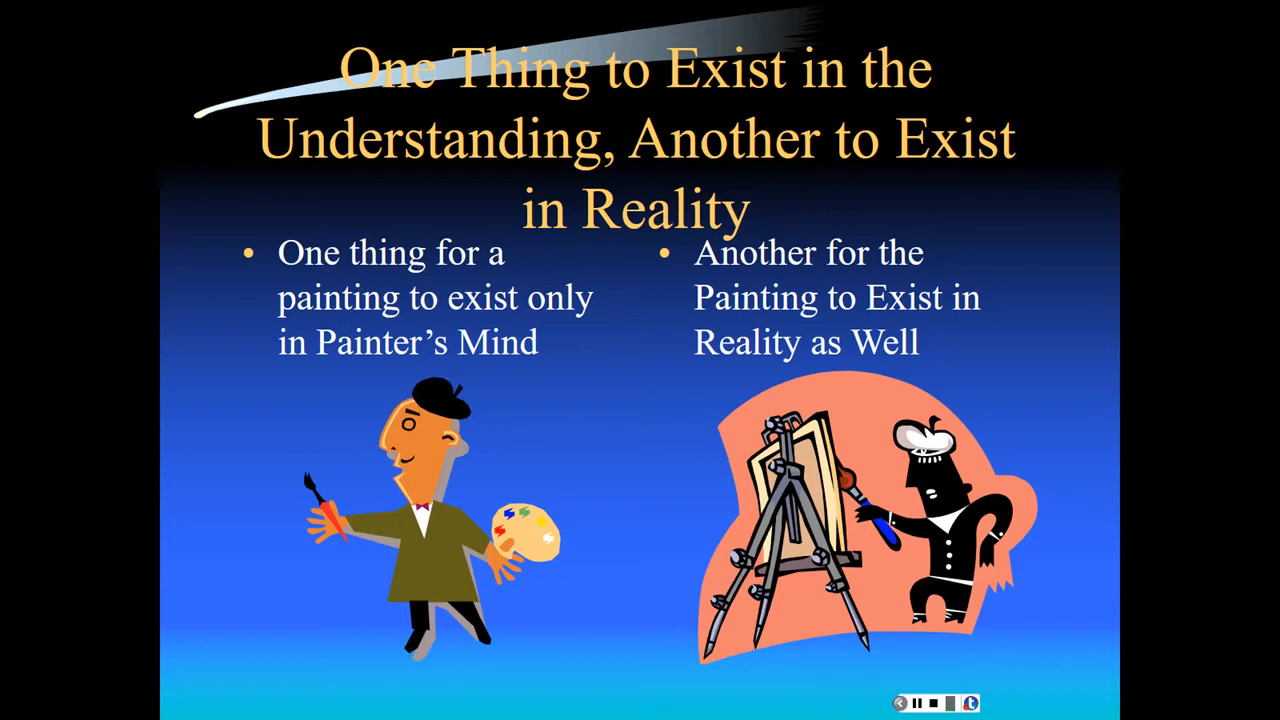 One Thing to Exist in the
Understanding, Another to Exist
in Reality
• One thing for a
painting to exist only
in Painter’s Mind
• Another for the
Painting to Exist in
Reality as Well